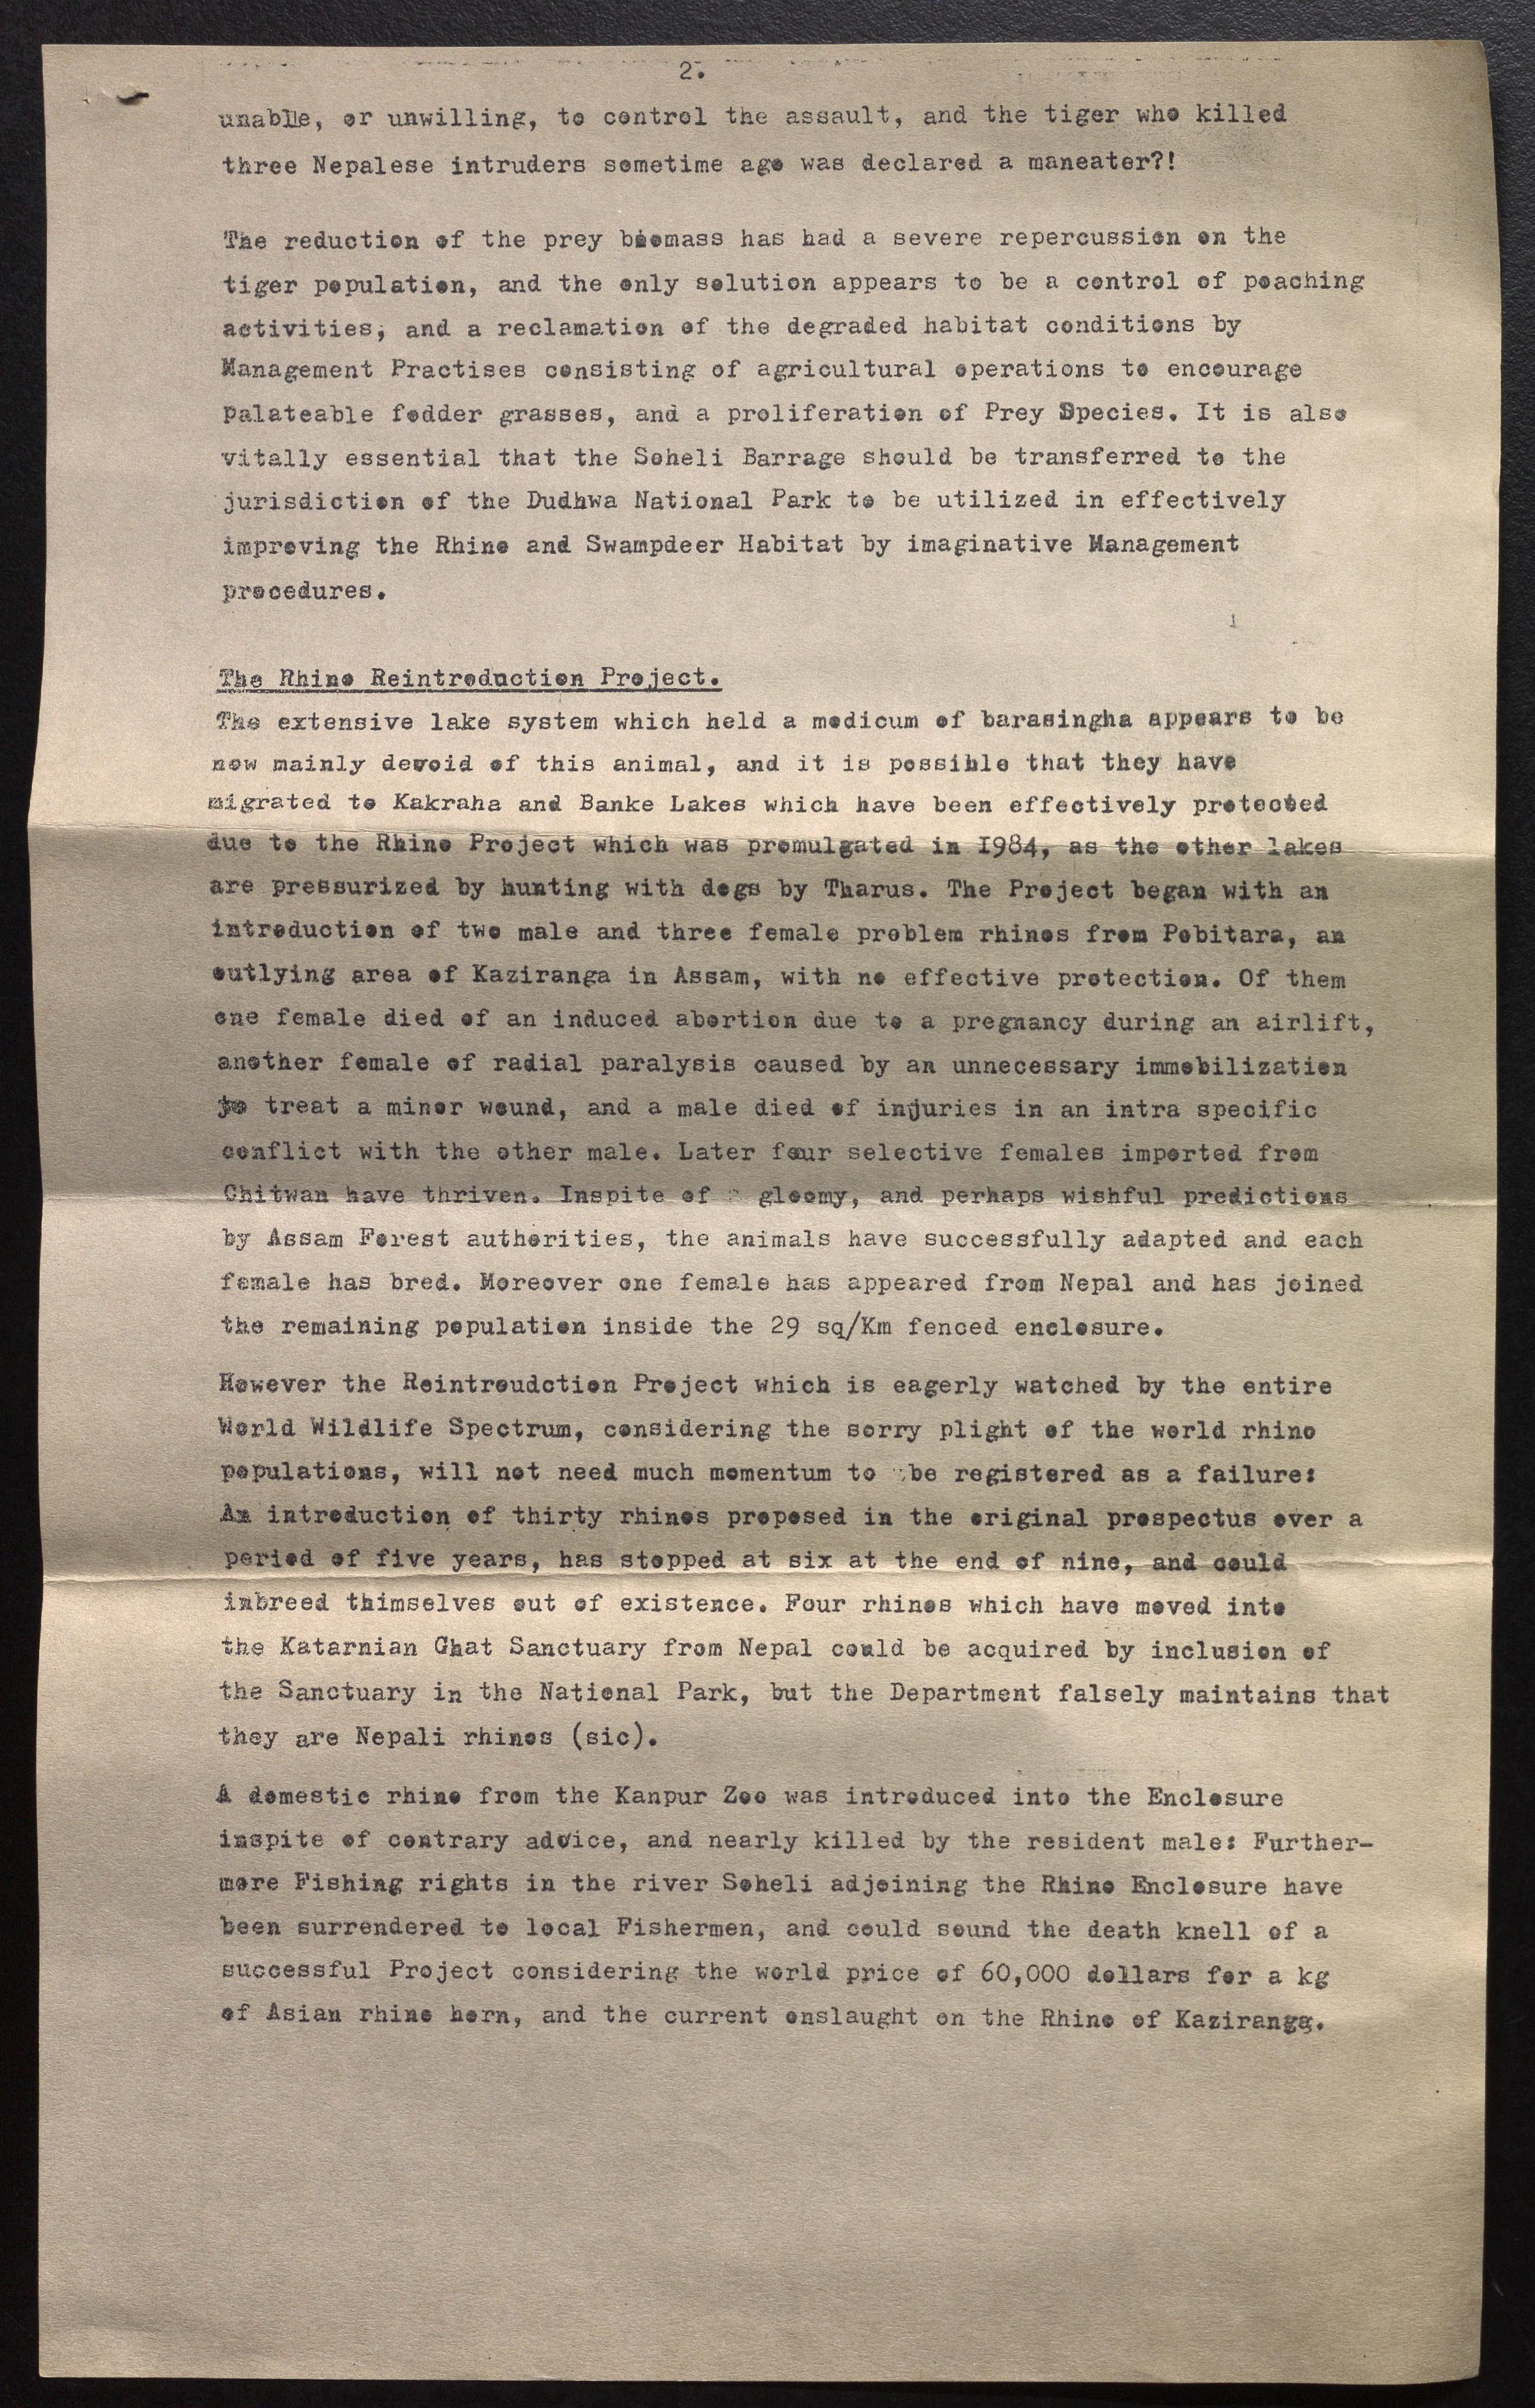 2.
unable, or unwilling, to control the assault, and the tiger who killed
three Nepalese intruders sometime ago was declared a maneater?!
The reduction of the prey biomass has had a severe repercussion on the
tiger population, and the only solution appears to be a control of poaching
activities, and a reclamation of the degraded habitat conditions by
Management Practises consisting of agricultural operations to encourage
palateable fodder grasses, and a proliferation of Prey Species. It is also
vitally essential that the Soheli Barrage should be transferred to the
jurisdiction of the Dudhwa National Park to be utilized in effectively
improving the Rhino and Swampdeer Habitat by imaginative Management
procedures.
The Rhino Reintroduction Project.
The extensive lake system which held a modicum of barasingha appears to be
now mainly devoid of this animal, and it is possible that they have
migrated to Kakraha and Banke Lakes which have been effectively protected
due to the Rhino Project which was promulgated in 1984, as the other lakes
are pressurized by hunting with dogs by Tharus. The Project began with an
introduction of two male and three female problem rhinos from Pobitara, an
outlying area of Kaziranga in Assam, with no effective protection. Of them
one female died of an induced abortion due to a pregnancy during an airlift,
another female of radial paralysis caused by an unnecessary immobilization
to treat a minor wound, and a male died of injuries in an intra specific
conflict with the other male. Later four selective females imported from
Chitwan have thriven. Inspite of gloomy, and perhaps wishful predictions
by Assam Forest authorities, the animals have successfully adapted and each
female has bred. Moreover one female has appeared from Nepal and has joined
the remaining population inside the 29 sq/Km fenced enclosure.
However the Reintroudction Project which is eagerly watched by the entire
World Wildlife Spectrum, considering the sorry plight of the world rhino
populations, will not need much momentum to be registered as a failure:
An introduction of thirty rhinos proposed in the original prospectus over a
period of five years, has stopped at six at the end of nine, and could
inbreed thimselves out of existence. Four rhinos which have moved into
the Katarnian Ghat Sanctuary from Nepal could be acquired by inclusion of
the Sanctuary in the National Park, but the Department falsely maintains that
they are Nepali rhinos (sic).
A domestic rhino from the Kanpur Zoo was introduced into the Enclosure
inspite of contrary advice, and nearly killed by the resident male: Further-
more Fishing rights in the river Soheli adjoining the Rhino Enclosure have
been surrendered to local Fishermen, and could sound the death knell of a
successful Project considering the world price of 60,000 dollars for a kg
of Asian rhino horn, and the current onslaught on the Rhino of Kaziranga.